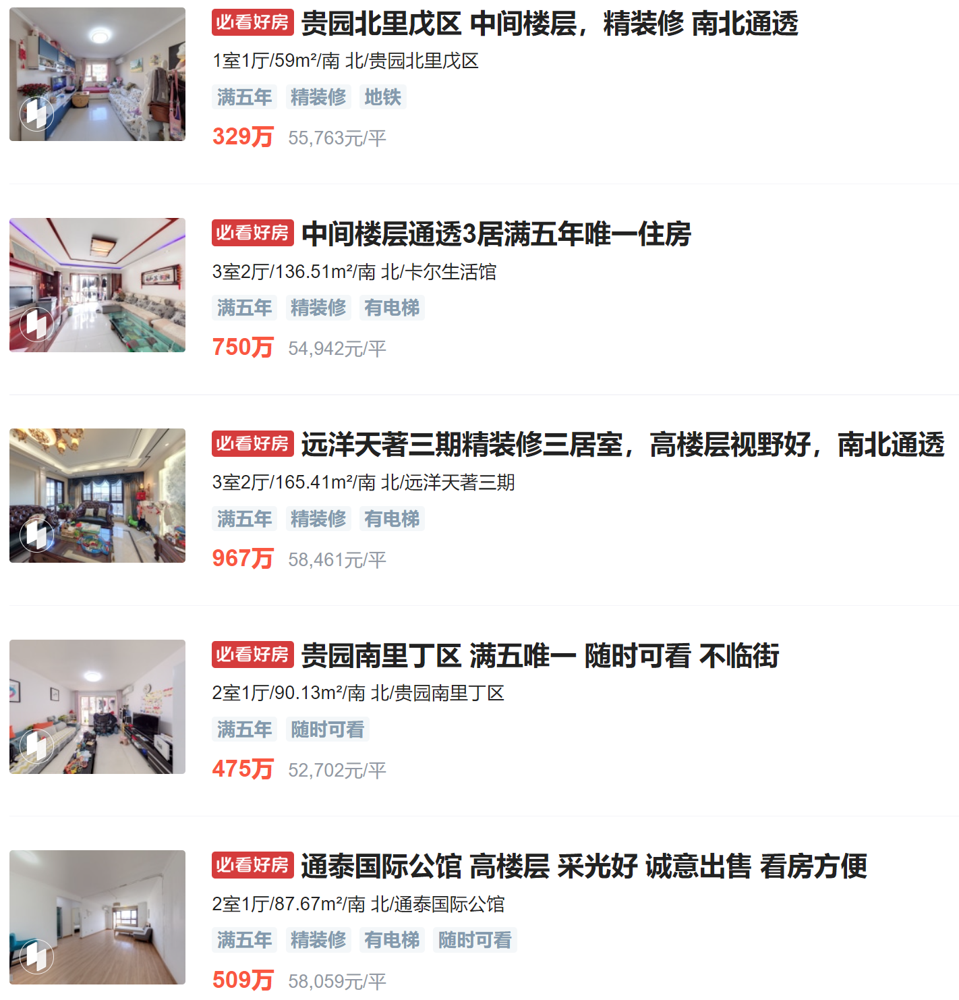 必看好房 贵园北里戊区 中间楼层，精装修 南北通透
1室1厅/59m²/南 北/贵园北里戊区
满五年 精装修 地铁
329万 55,763元/平
必看好房 中间楼层通透3居满五年唯一住房
3室2厅/136.51m²/南 北/卡尔生活馆
满五年 精装修 有电梯
750万 54,942元/平
必看好房 远洋天著三期精装修三居室，高楼层视野好，南北通透
3室2厅/165.41m²/南 北/远洋天著三期
满五年 精装修 有电梯
967万 58,461元/平
必看好房 贵园南里丁区 满五唯一 随时可看 不临街
2室1厅/90.13m²/南 北/贵园南里丁区
满五年 随时可看
475万 52,702元/平
必看好房 通泰国际公馆 高楼层 采光好 诚意出售 看房方便
2室1厅/87.67m²/南 北/通泰国际公馆
满五年 精装修 有电梯 随时可看
509万 58,059元/平